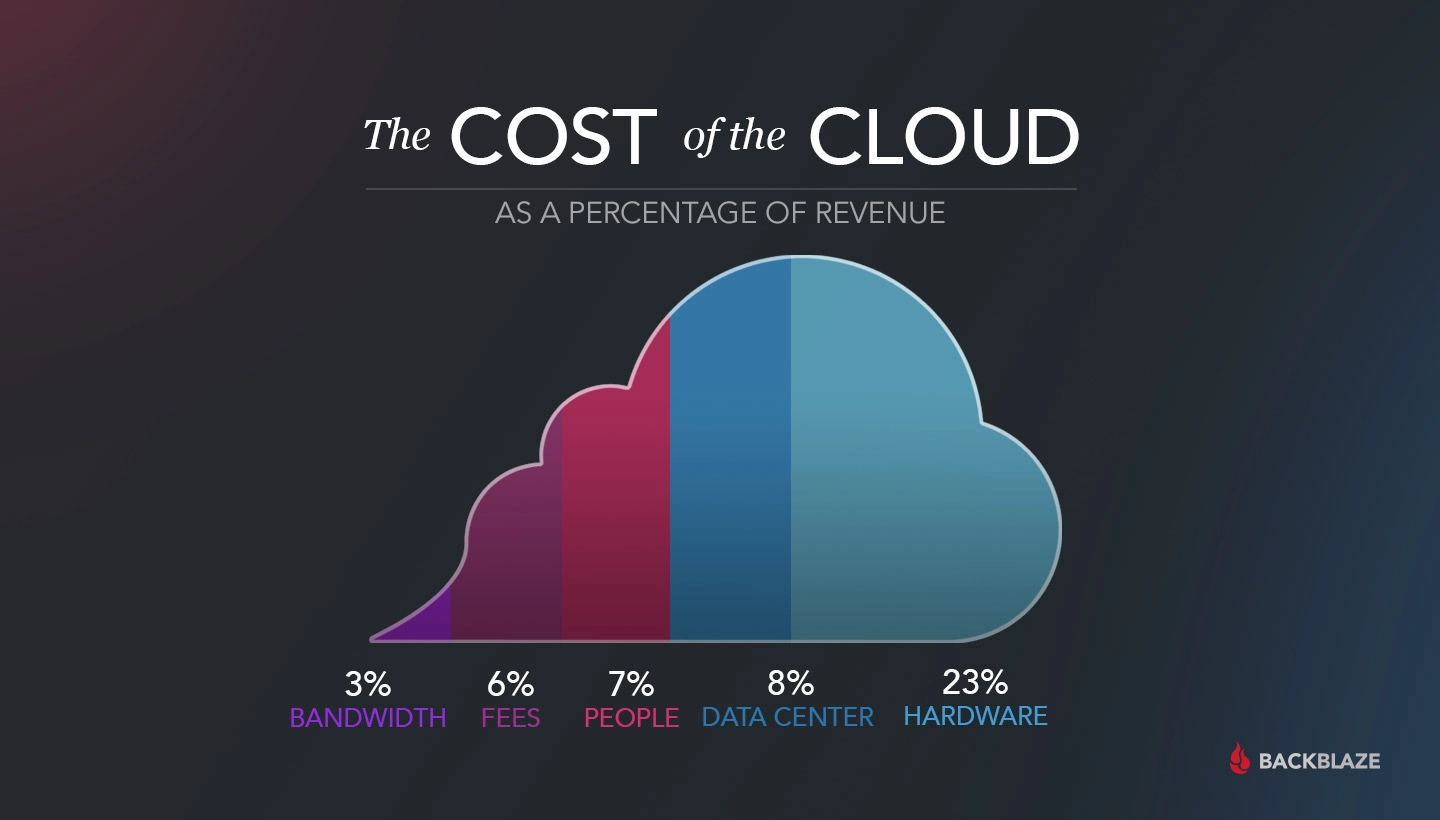 The COST of the CLOUD
AS A PERCENTAGE OF REVENUE
3% 6% 7% 8% 23%
BANDWIDTH FEES PEOPLE DATA CENTER HARDWARE
BACKBLAZE